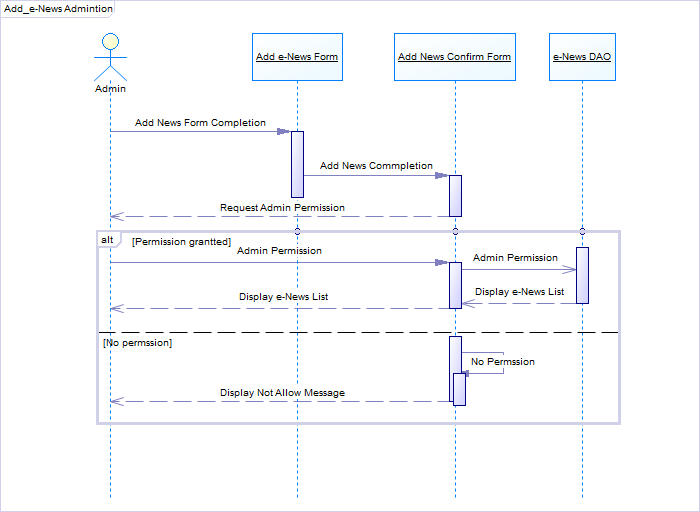 Add_e-News Admintion
Add e-News Form
Add News Confirm Form
e-News DAO
Admin
Add News Form Completion
Add News Commpletion
Request Admin Permission
alt
[Permission grantted]
Admin Permission
Admin Permission
Display e-News List
Display e-News List
[No permssion]
No Permssion
Display Not Allow Message